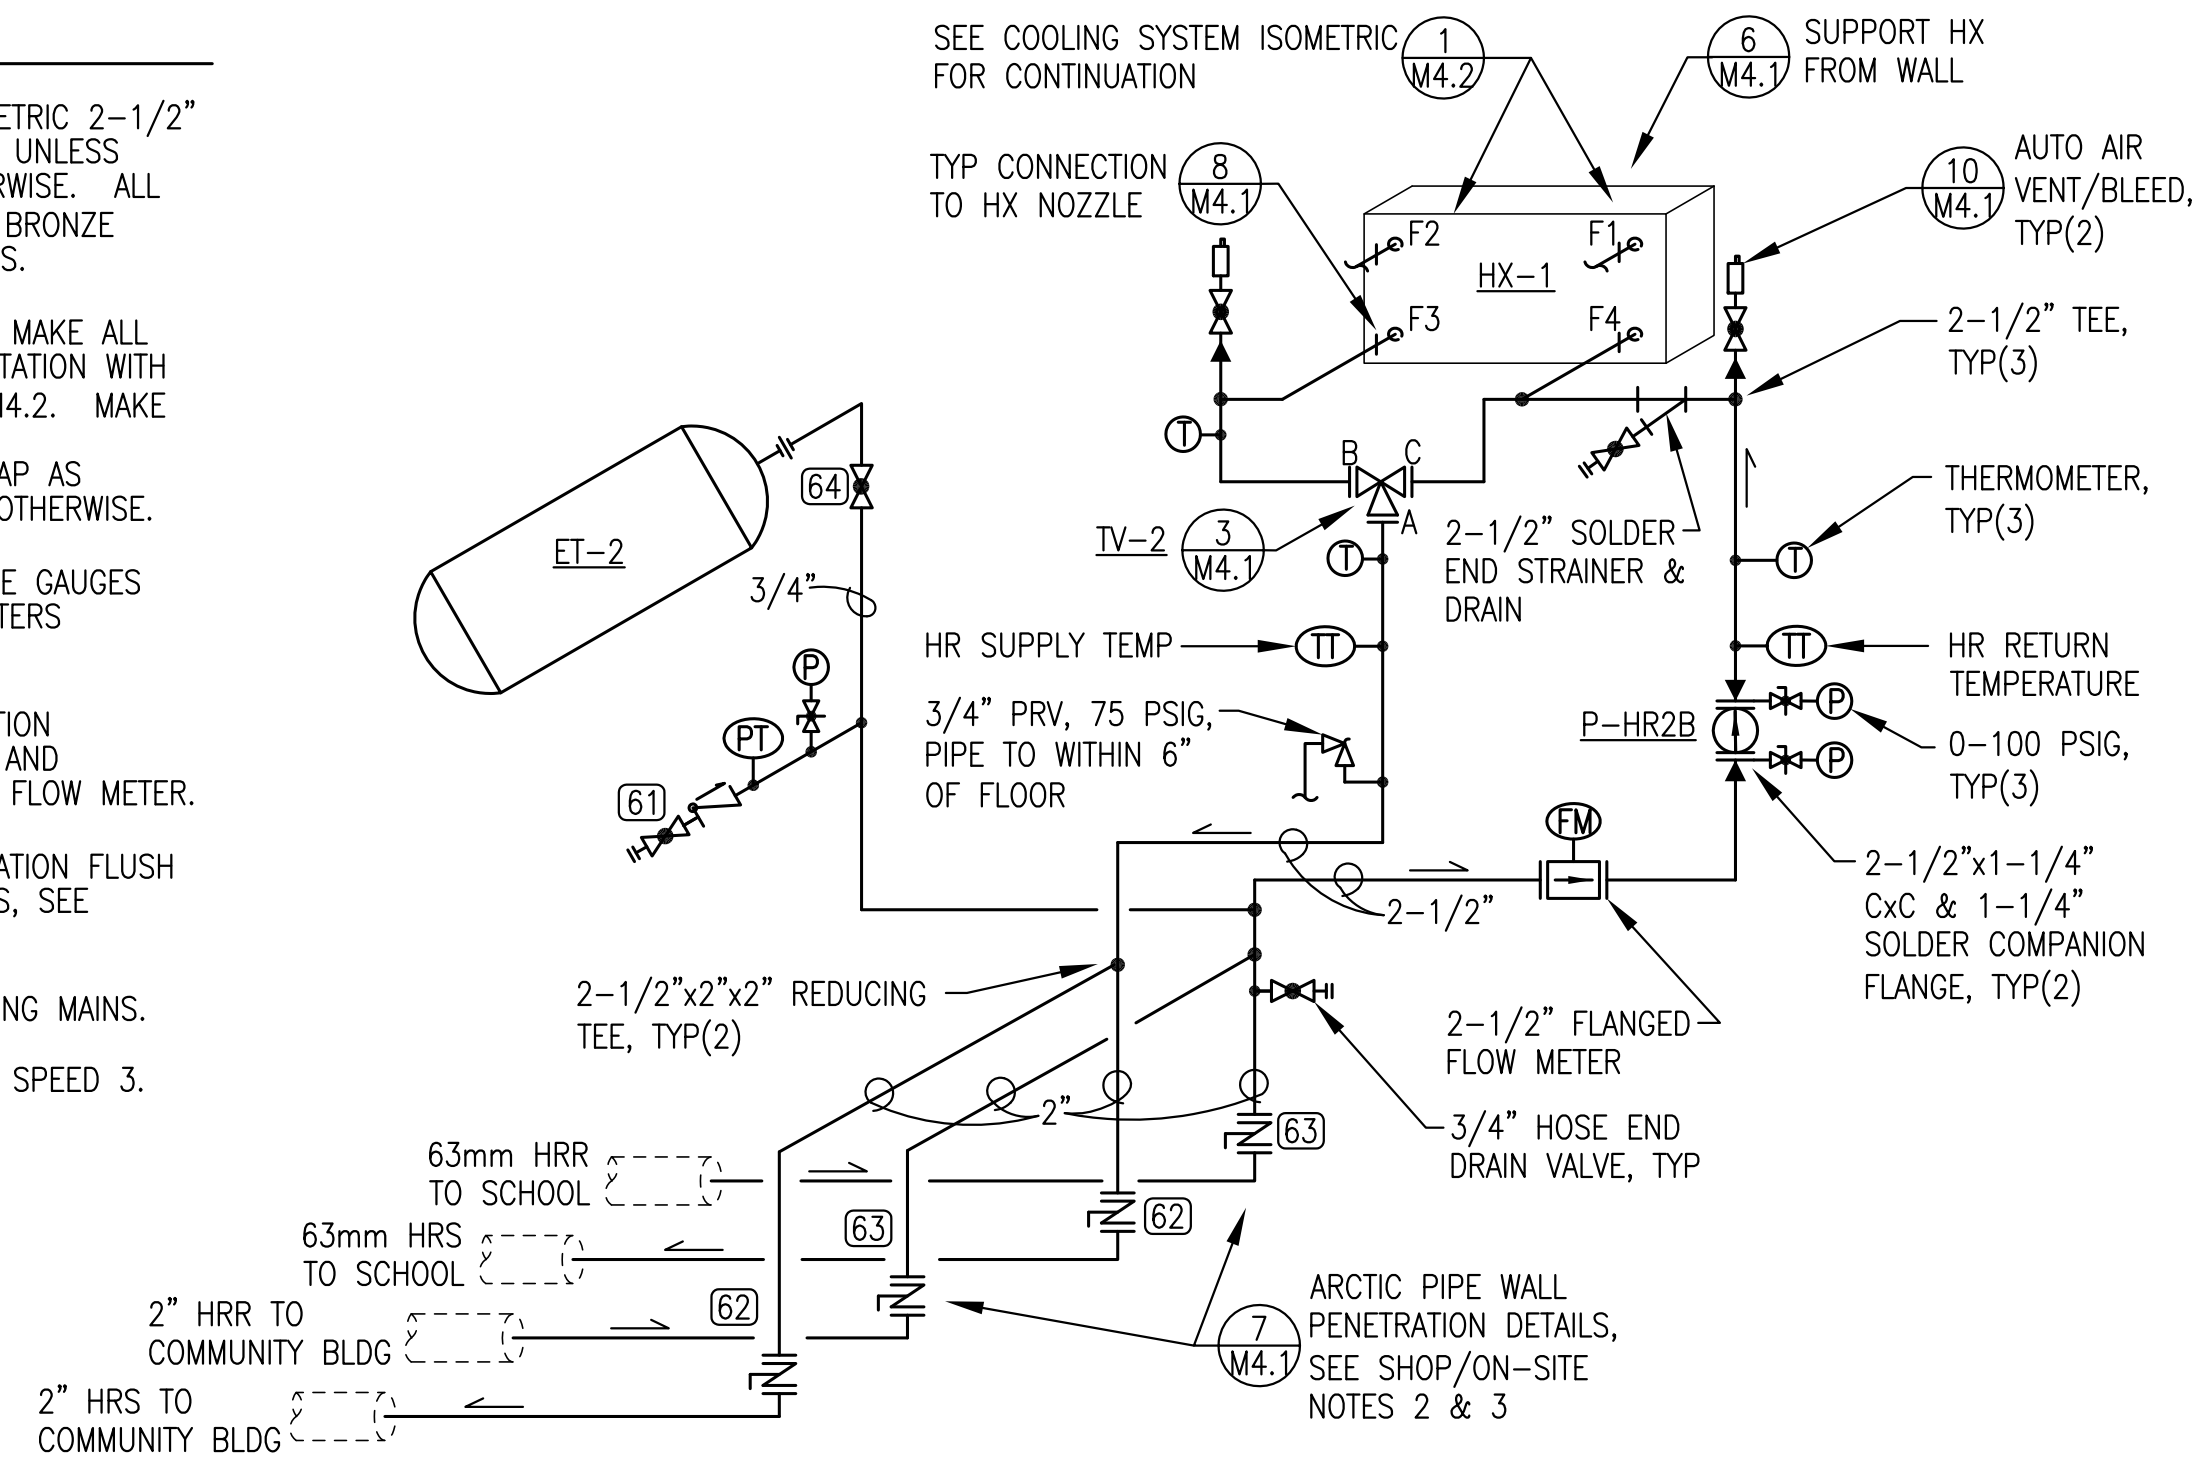 ETRIC 2-1/2"
UNLESS
RWISE. ALL
BRONZE
S.
MAKE ALL
TATION WITH
M4.2. MAKE
AP AS
OTHERWISE.
E GAUGES
TERS
TION
AND
FLOW METER.
ATION FLUSH
S, SEE
NG MAINS.
SPEED 3.
SEE COOLING SYSTEM ISOMETRIC
FOR CONTINUATION
1
M4.2
6
M4.1
SUPPORT HX
FROM WALL
TYP CONNECTION
TO HX NOZZLE
8
M4.1
10
M4.1
AUTO AIR
VENT/BLEED,
TYP(2)
F2
F1
HX-1
F3
F4
2-1/2" TEE,
TYP(3)
T
B
C
A
TV-2
3
M4.1
T
2-1/2" SOLDER
END STRAINER &
DRAIN
T
THERMOMETER,
TYP(3)
64
ET-2
3/4"
HR SUPPLY TEMP
TT
TT
HR RETURN
TEMPERATURE
P
PT
61
3/4" PRV, 75 PSIG,
PIPE TO WITHIN 6"
OF FLOOR
P-HR2B
P
P
0-100 PSIG,
TYP(3)
FM
2-1/2"x1-1/4"
CxC & 1-1/4"
SOLDER COMPANION
FLANGE, TYP(2)
2-1/2"
2-1/2"x2"x2" REDUCING
TEE, TYP(2)
2-1/2" FLANGED
FLOW METER
2"
63
3/4" HOSE END
DRAIN VALVE, TYP
63mm HRR
TO SCHOOL
62
63mm HRS
TO SCHOOL
63
2" HRR TO
COMMUNITY BLDG
62
7
M4.1
ARCTIC PIPE WALL
PENETRATION DETAILS,
SEE SHOP/ON-SITE
NOTES 2 & 3
2" HRS TO
COMMUNITY BLDG